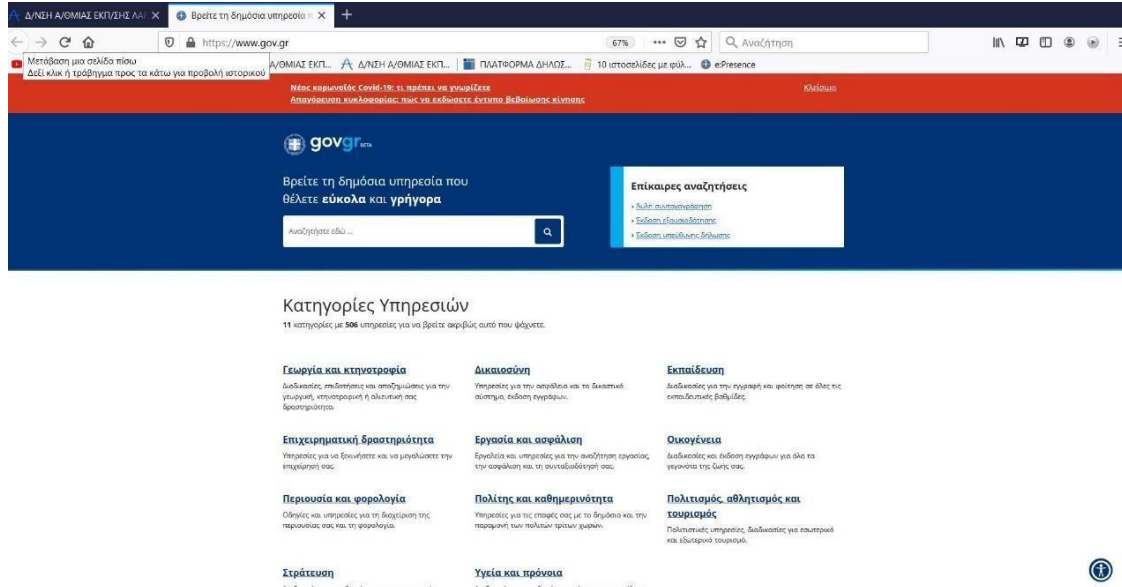 Δ/ΝΣΗ Α/ΘΜΙΑΣ ΕΚΠ/ΣΗΣ ΛΑΡ
Βρείτε τη δημόσια υπηρεσία π
https://www.gov.gr
67%
Αναζήτηση
Μετάβαση μια σελίδα πίσω
Δεξί κλικ ή τράβηγμα προς τα κάτω για προβολή ιστορικού
Α/ΘΜΙΑΣ ΕΚΠ...
Δ/ΝΣΗ Α/ΘΜΙΑΣ ΕΚΠ...
ΠΛΑΤΦΟΡΜΑ ΔΗΛΩΣ...
10 ιστοσελίδες με φύλ...
e:Presence
Νέος κορωνοϊός Covid-19: τι πρέπει να γνωρίζετε
Κλείσιμο
Απαγόρευση κυκλοφορίας: πώς να εκδώσετε έντυπο βεβαίωσης κίνησης
govgr BETA
Βρείτε τη δημόσια υπηρεσία που
θέλετε εύκολα και γρήγορα
Αναζητήστε εδώ ...
Επίκαιρες αναζητήσεις
Άυλη συνταγογράφηση
Έκδοση εξουσιοδότησης
Έκδοση υπεύθυνης δήλωσης
Κατηγορίες Υπηρεσιών
11 κατηγορίες με 506 υπηρεσίες για να βρείτε ακριβώς αυτό που ψάχνετε.
Γεωργία και κτηνοτροφία
Διαδικασίες, επιδοτήσεις και αποζημιώσεις για την
γεωργική, κτηνοτροφική ή αλιευτική σας
δραστηριότητα.
Δικαιοσύνη
Υπηρεσίες για την ασφάλεια και το δικαστικό
σύστημα, έκδοση εγγράφων.
Εκπαίδευση
Διαδικασίες για την εγγραφή και φοίτηση σε όλες τις
εκπαιδευτικές βαθμίδες.
Επιχειρηματική δραστηριότητα
Υπηρεσίες για να ξεκινήσετε και να μεγαλώσετε την
επιχείρησή σας.
Εργασία και ασφάλιση
Εργαλεία και υπηρεσίες για την αναζήτηση εργασίας,
την ασφάλιση και τη συνταξιοδότησή σας.
Οικογένεια
Διαδικασίες και έκδοση εγγράφων για όλα τα
γεγονότα της ζωής σας.
Περιουσία και φορολογία
Οδηγίες και υπηρεσίες για τη διαχείριση της
περιουσίας σας και τη φορολογία.
Πολίτης και καθημερινότητα
Υπηρεσίες για τις επαφές σας με το δημόσιο και την
παραμονή των πολιτών τρίτων χωρών.
Πολιτισμός, αθλητισμός και
τουρισμός
Πολιτιστικές υπηρεσίες, διαδικασίες για εσωτερικό
και εξωτερικό τουρισμό.
Στράτευση
Υγεία και πρόνοια